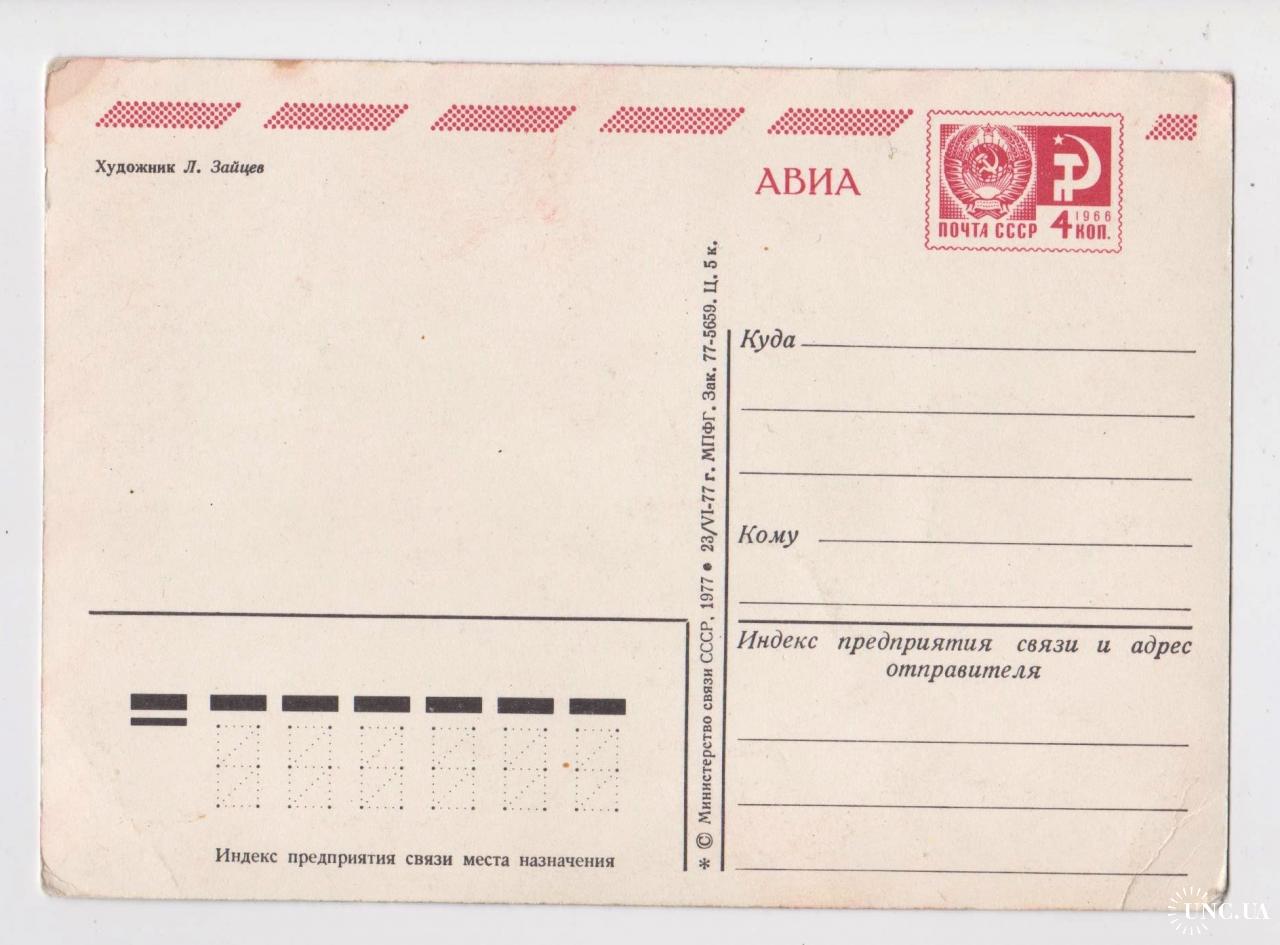 Художник Л. Зайцев
АВИА
ПОЧТА СССР
1966
4 КОП.
Куда
Кому
Индекс предприятия связи и адрес
отправителя
* © Министерство связи СССР, 1977 • 23/VI-77 г. МПФГ. Зак. 77-5659. Ц. 5 к.
Индекс предприятия связи места назначения
UNC.UA